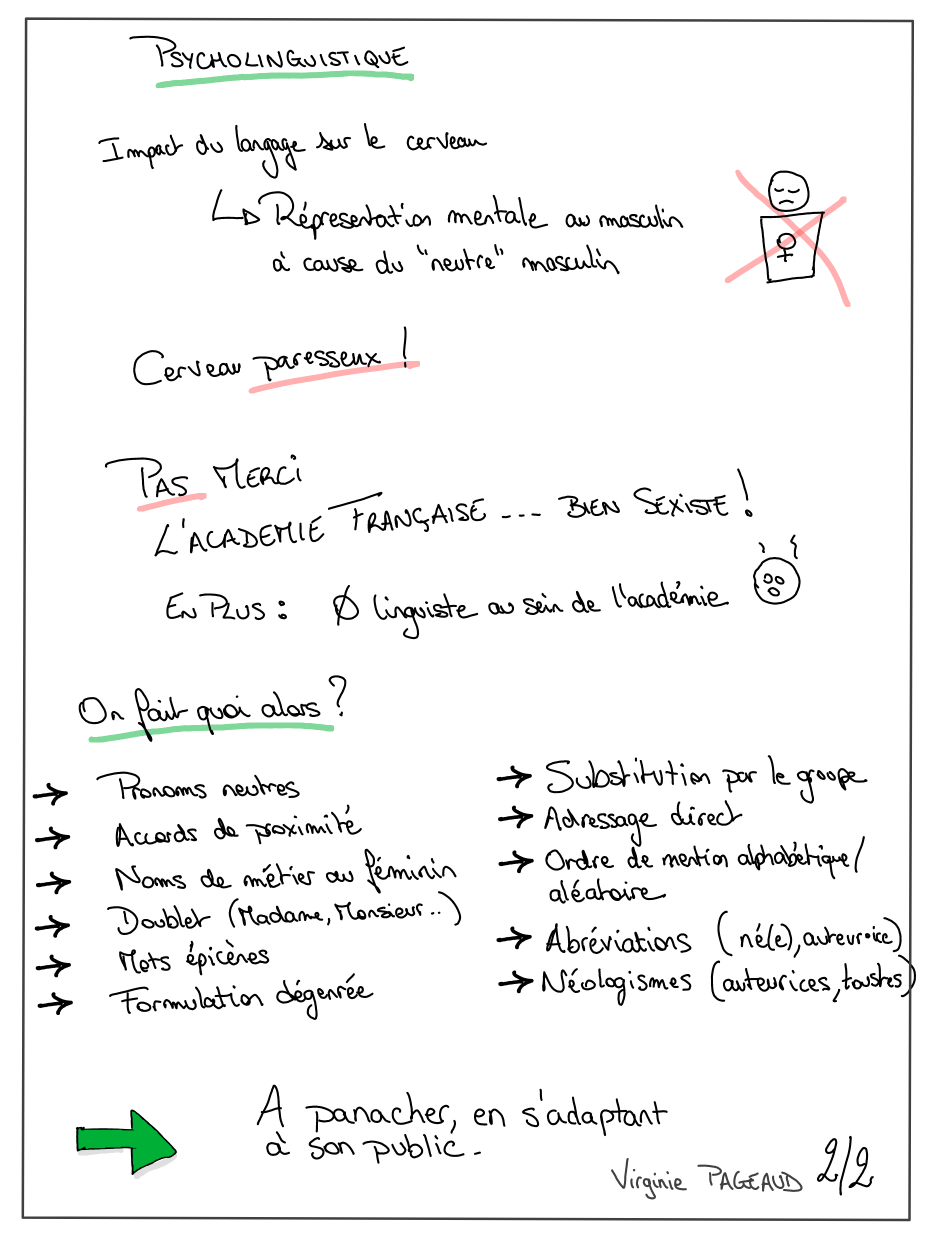 PSYCHOLINGUISTIQUE
Impact du langage sur le cerveau
↳ Réprésentation mentale au masculin
à cause du "neutre" masculin
♀
Cerveau paresseux !
PAS MERCI
L'ACADEMIE FRANÇAISE ... BIEN SEXISTE !
EN PLUS : Ø linguiste au sein de l'académie
On fait quoi alors ?
→ Pronoms neutres
→ Accords de proximité
→ Noms de métier au féminin
→ Doublet (Madame, Monsieur..)
→ Mots épicènes
→ Formulation dégenrée
→ Substitution par le groupe
→ Adressage direct
→ Ordre de mention alphabétique/
aléatoire
→ Abréviations (né(e), auteur•ice)
→ Néologismes (auteurices, toustes)
A panacher, en s'adaptant
à son public.
Virginie PAGEAUD 2/2